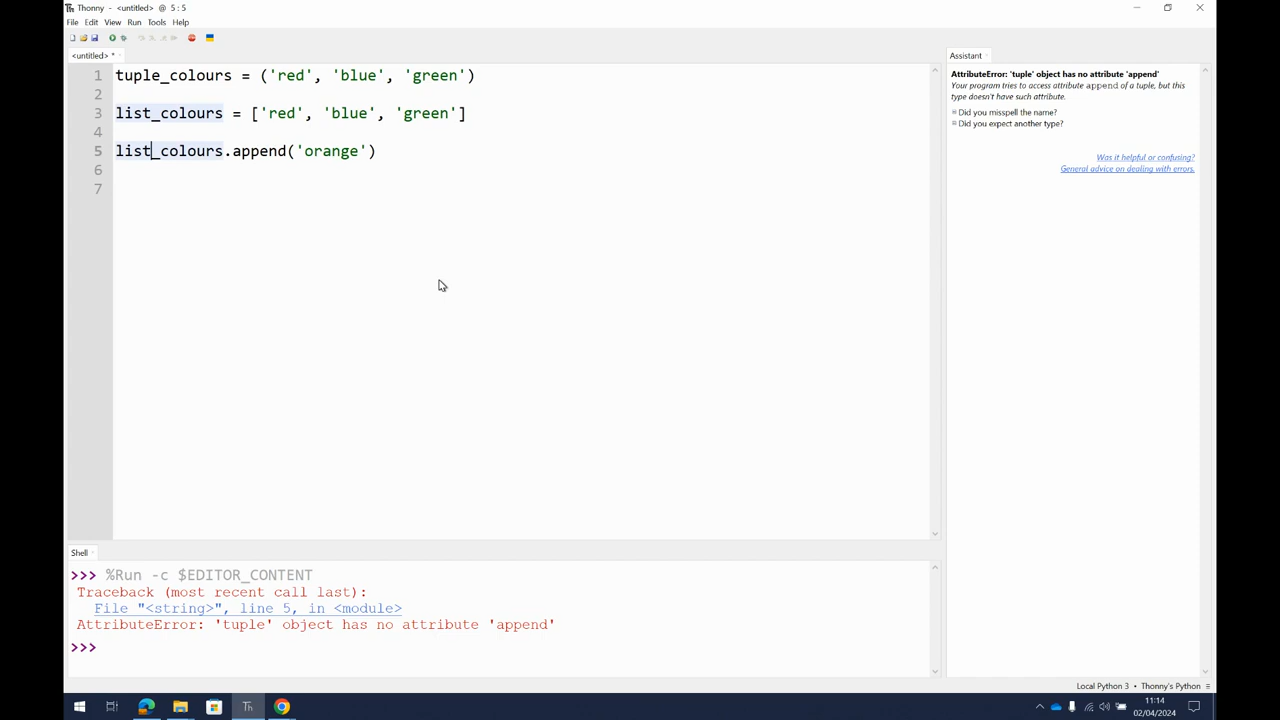 Thonny - <untitled> @ 5 : 5
File Edit View Run Tools Help
<untitled> *
1 tuple_colours = ('red', 'blue', 'green')
2
3 list_colours = ['red', 'blue', 'green']
4
5 list_colours.append('orange')
6
7
Assistant
AttributeError: 'tuple' object has no attribute 'append'
Your program tries to access attribute append of a tuple, but this
type doesn't have such attribute.
Did you misspell the name?
Did you expect another type?
Was it helpful or confusing?
General advice on dealing with errors.
Shell
>>> %Run -c $EDITOR_CONTENT
Traceback (most recent call last):
File "<string>", line 5, in <module>
AttributeError: 'tuple' object has no attribute 'append'
>>>
Local Python 3 • Thonny's Python ≡
Th
11:14
02/04/2024